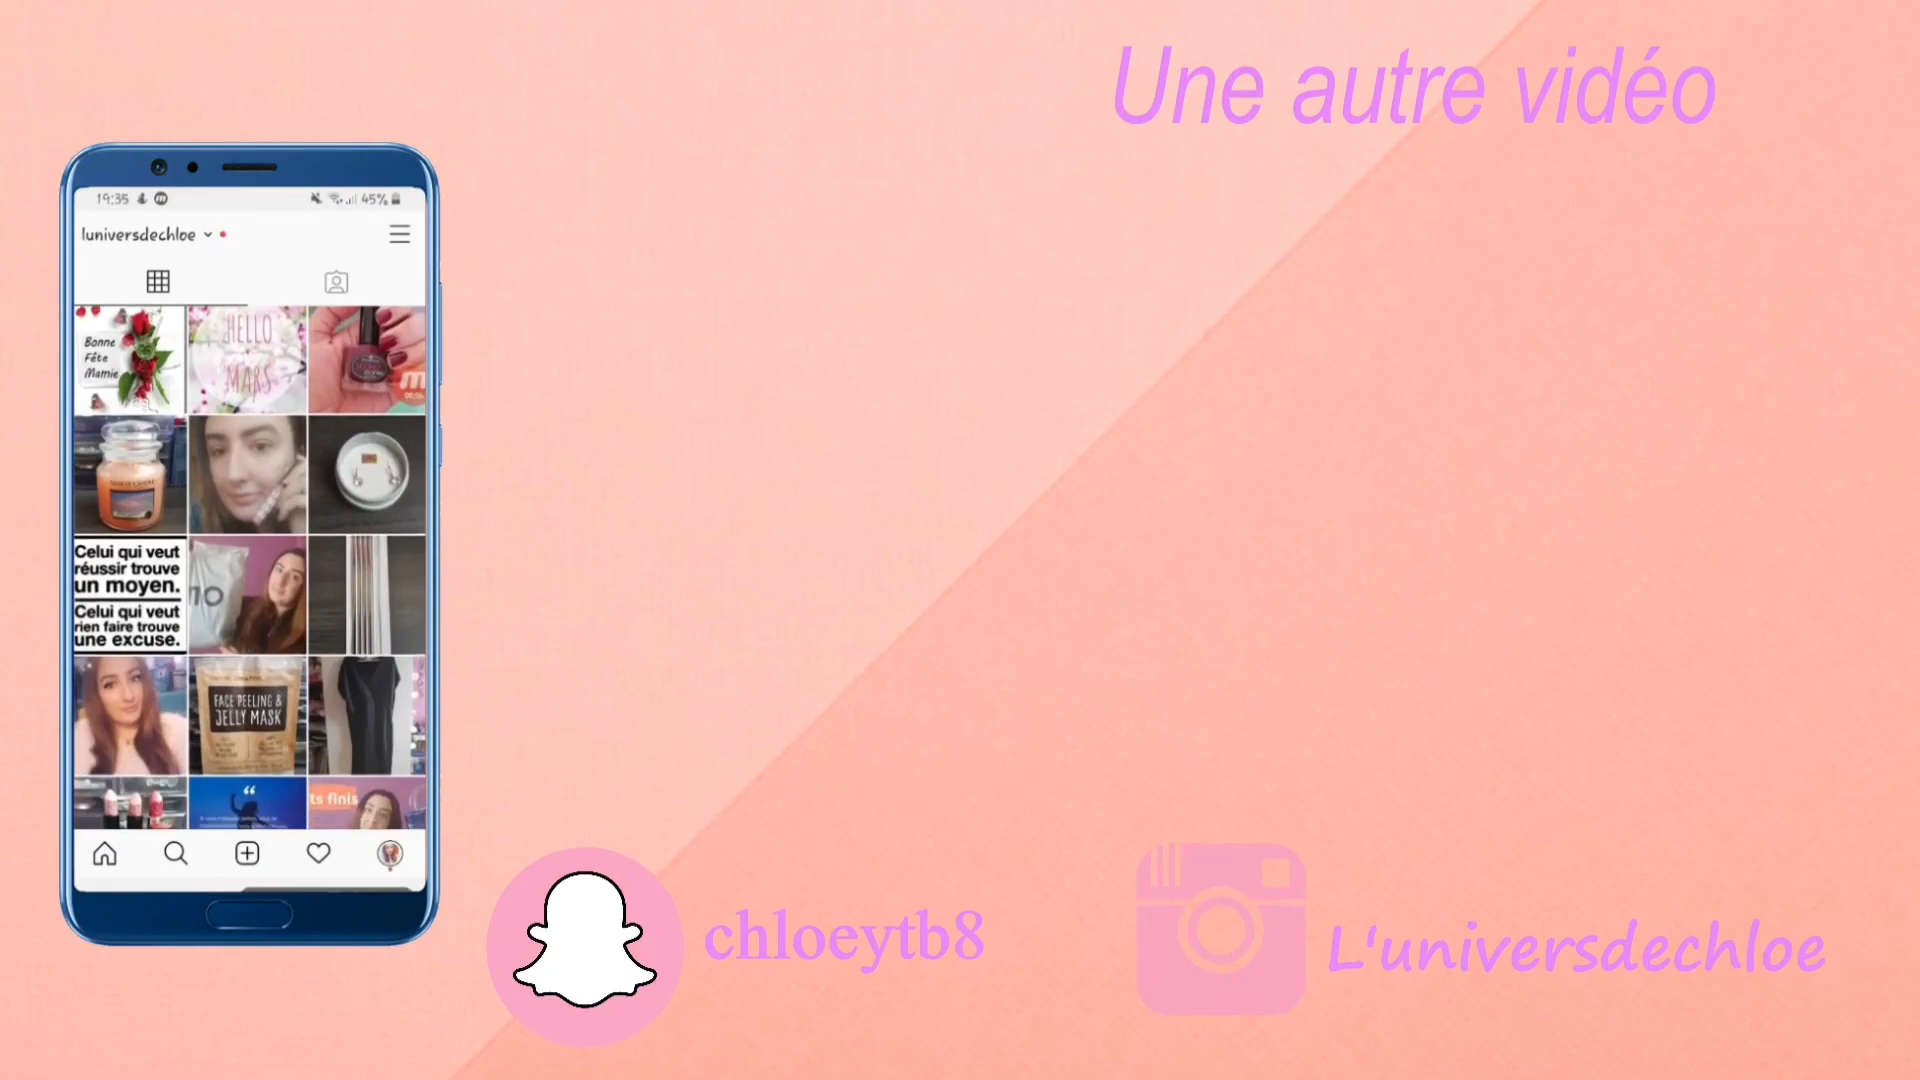 Une autre vidéo
19:35
45%
luniversdechloe
Bonne
Fête
Mamie
HELLO
MARS
Celui qui veut
réussir trouve
un moyen.
Celui qui veut
rien faire trouve
une excuse.
FACE PEELING &
JELLY MASK
ts finis
chloeytb8
L'universdechloe